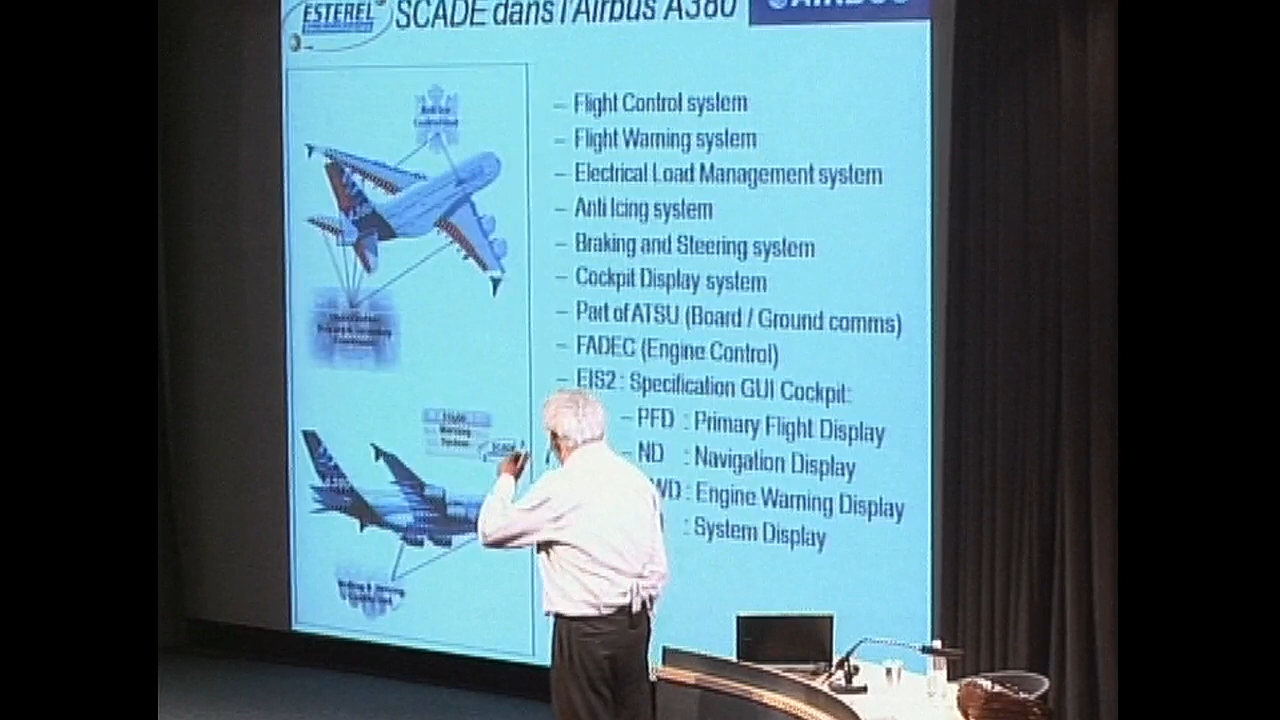 ESTEREL
SCADE dans l'Airbus A380
AIRBUS
– Flight Control system
– Flight Warning system
– Electrical Load Management system
– Anti Icing system
– Braking and Steering system
– Cockpit Display system
– Part of ATSU (Board / Ground comms)
– FADEC (Engine Control)
– EIS2 : Specification GUI Cockpit:
– PFD : Primary Flight Display
– ND : Navigation Display
WD : Engine Warning Display
: System Display
SCADE